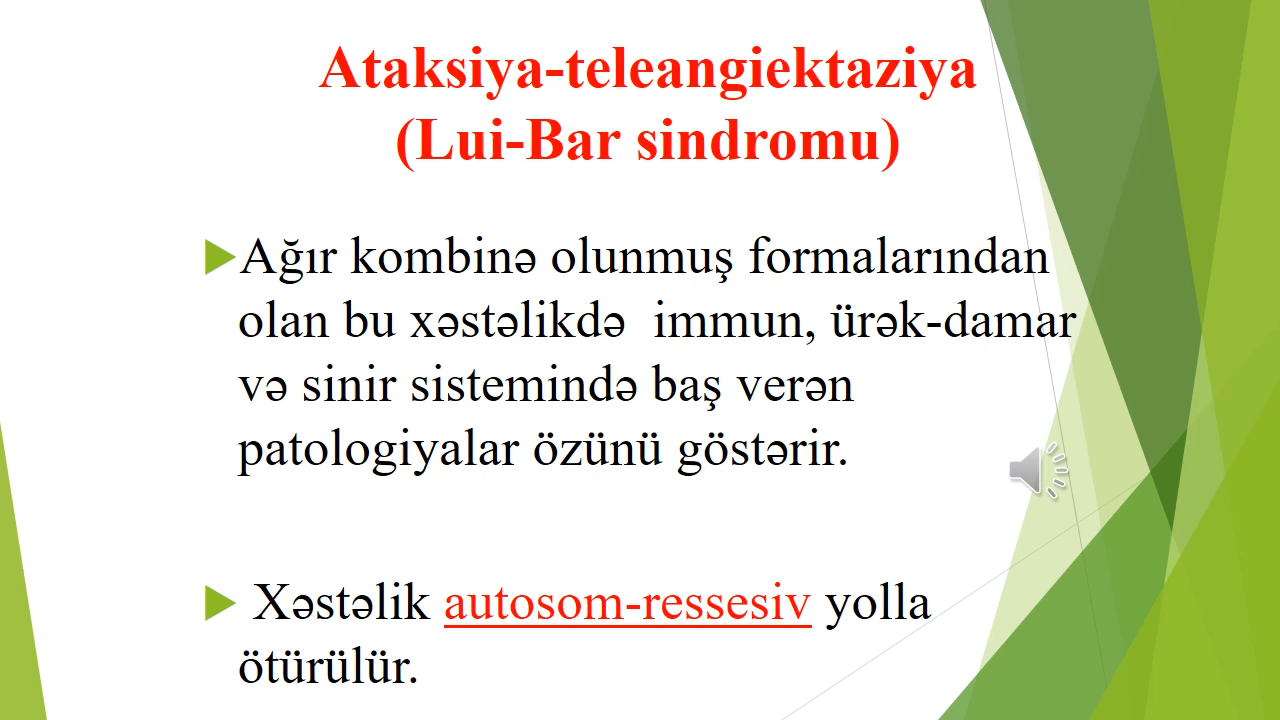 Ataksiya-teleangiektaziya
(Lui-Bar sindromu)
Ağır kombinə olunmuş formalarından
olan bu xəstəlikdə immun, ürək-damar
və sinir sistemində baş verən
patologiyalar özünü göstərir.
Xəstəlik autosom-ressesiv yolla
ötürülür.